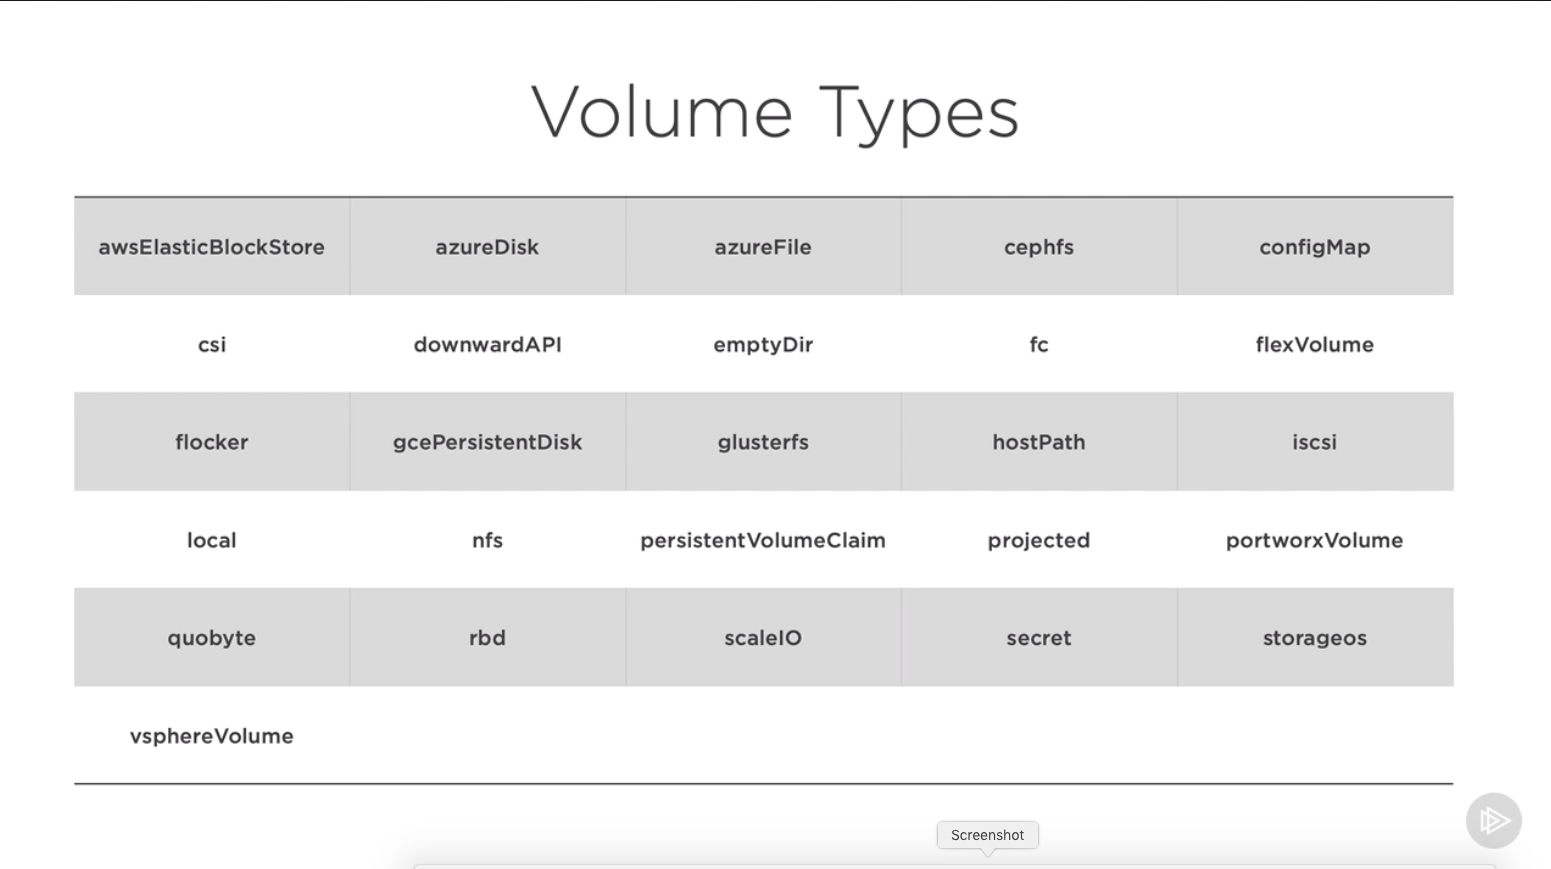 Volume Types
awsElasticBlockStore azureDisk azureFile cephfs configMap
csi downwardAPI emptyDir fc flexVolume
flocker gcePersistentDisk glusterfs hostPath iscsi
local nfs persistentVolumeClaim projected portworxVolume
quobyte rbd scaleIO secret storageos
vsphereVolume
Screenshot